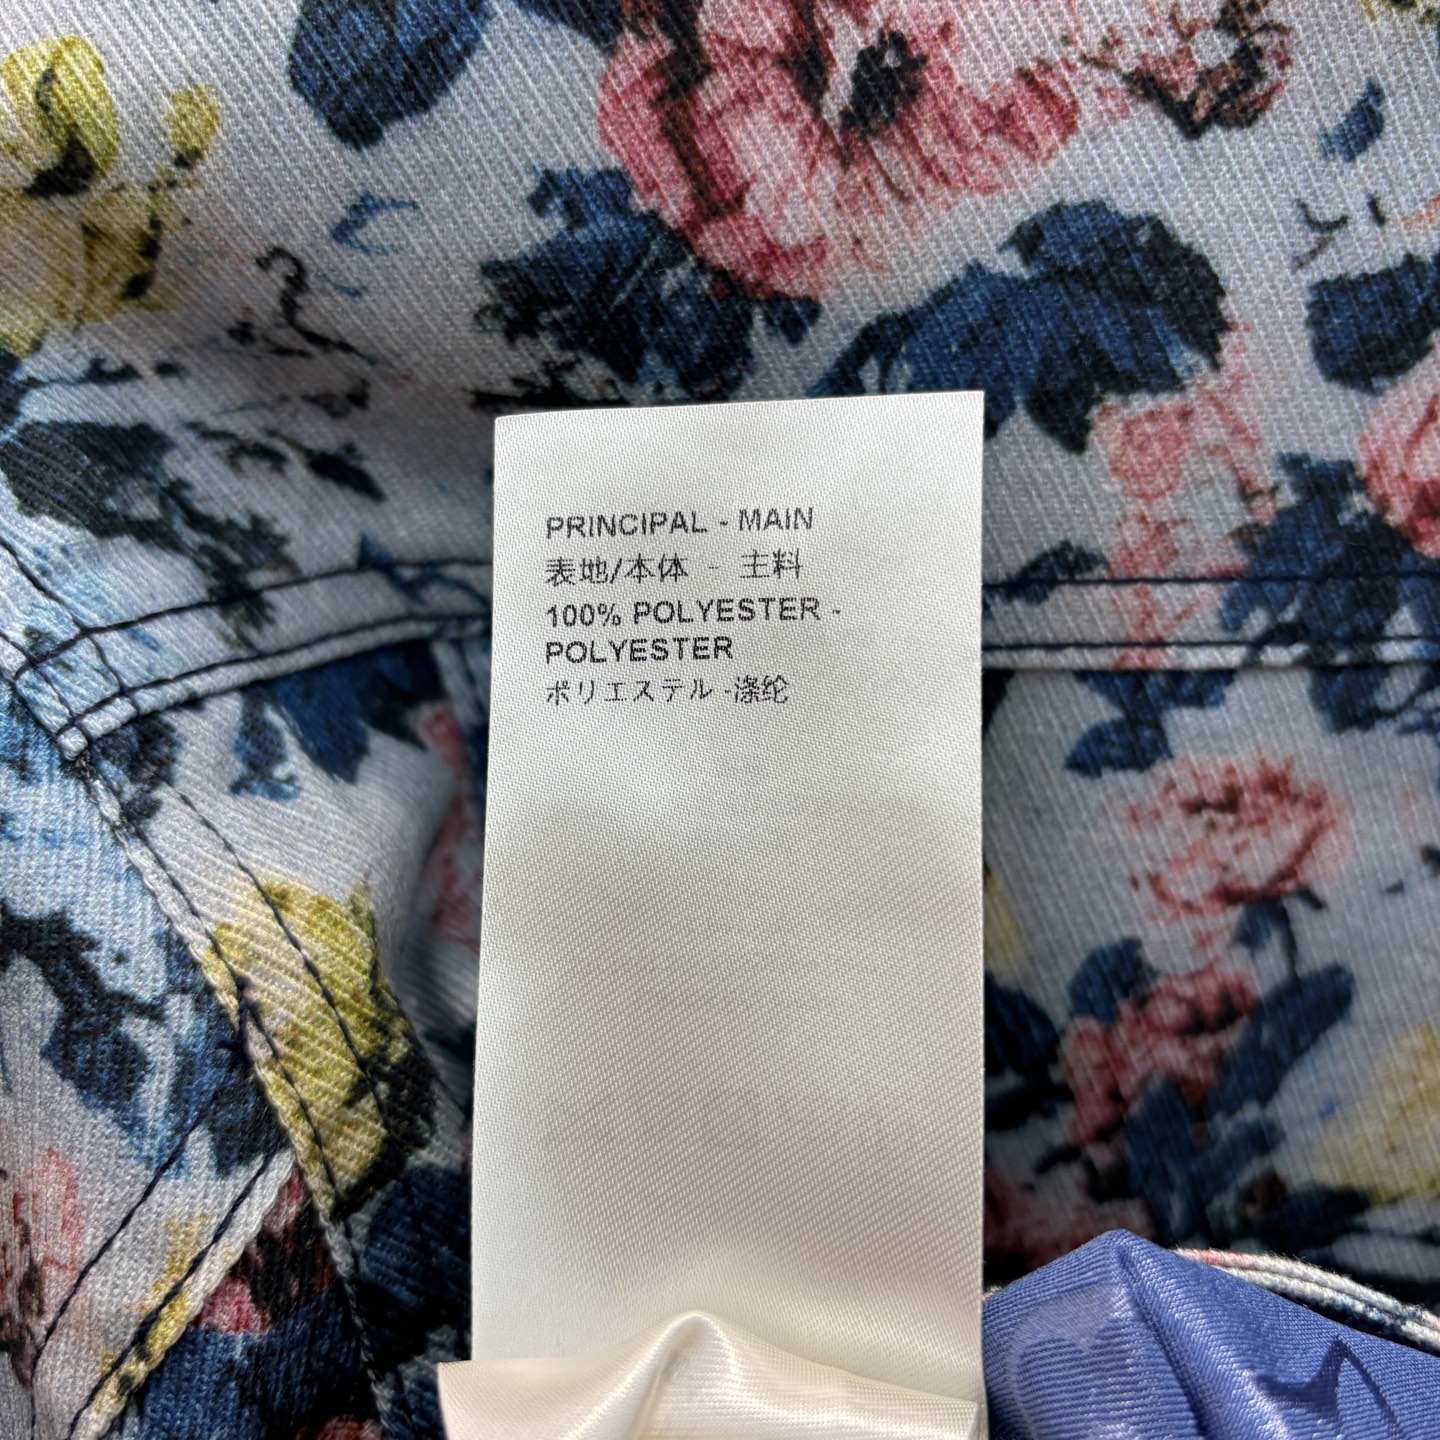 PRINCIPAL - MAIN
表地/本体 - 主料
100% POLYESTER -
POLYESTER
ポリエステル -涤纶